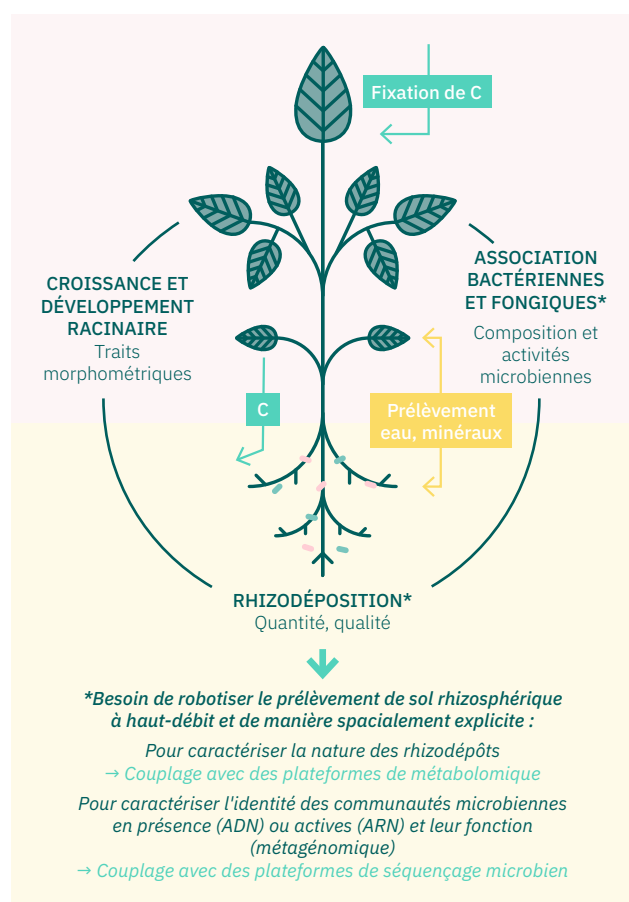 Fixation de C
CROISSANCE ET
DÉVELOPPEMENT
RACINAIRE
Traits
morphométriques
ASSOCIATION
BACTÉRIENNES
ET FONGIQUES*
Composition et
activités
microbiennes
C
Prélèvement
eau, minéraux
RHIZODÉPOSITION*
Quantité, qualité
*Besoin de robotiser le prélèvement de sol rhizosphérique
à haut-débit et de manière spacialement explicite :
Pour caractériser la nature des rhizodépôts
→ Couplage avec des plateformes de métabolomique
Pour caractériser l'identité des communautés microbiennes
en présence (ADN) ou actives (ARN) et leur fonction
(métagénomique)
→ Couplage avec des plateformes de séquençage microbien